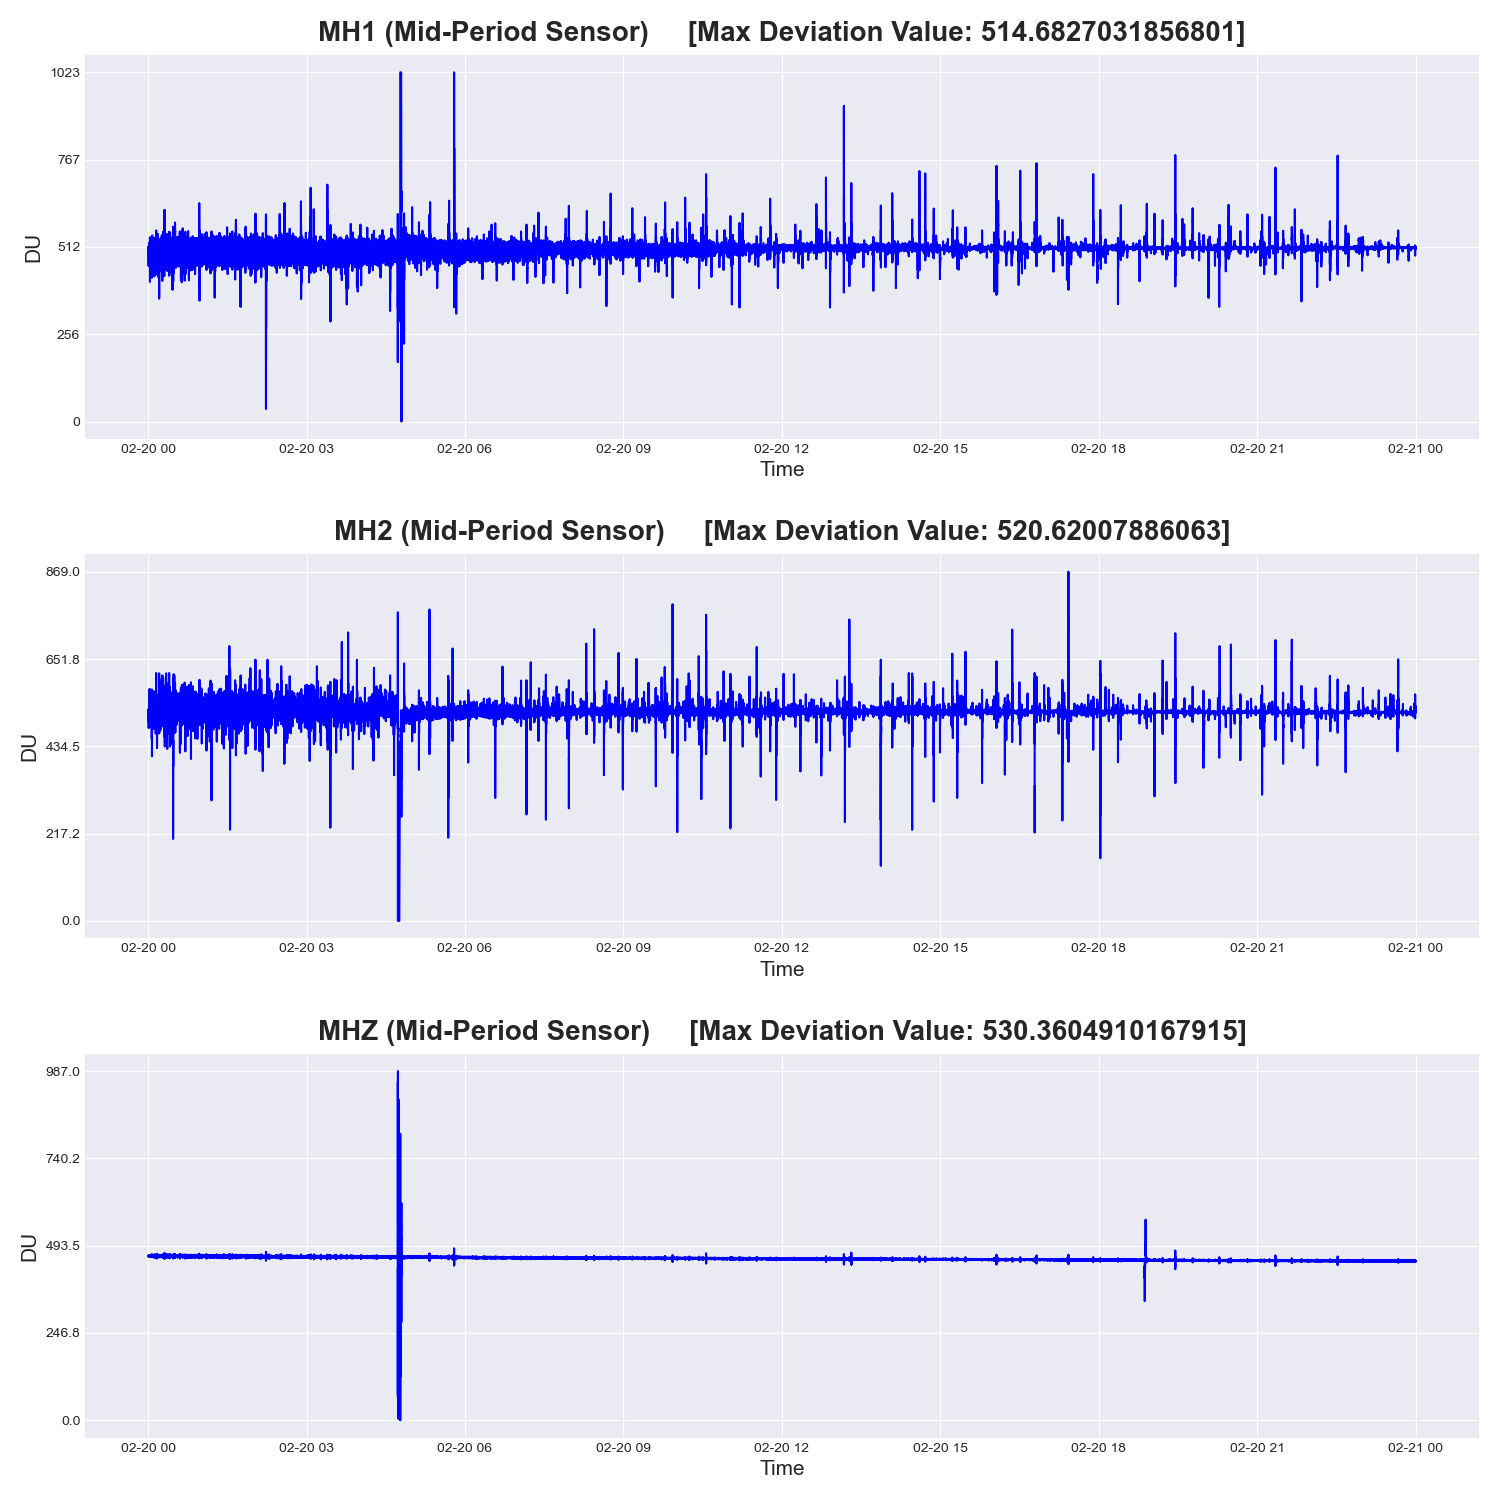 MH1 (Mid-Period Sensor) [Max Deviation Value: 514.6827031856801]
1023
767
512
256
0
DU
02-20 00 02-20 03 02-20 06 02-20 09 02-20 12 02-20 15 02-20 18 02-20 21 02-21 00
Time
MH2 (Mid-Period Sensor) [Max Deviation Value: 520.62007886063]
869.0
651.8
434.5
217.2
0.0
DU
02-20 00 02-20 03 02-20 06 02-20 09 02-20 12 02-20 15 02-20 18 02-20 21 02-21 00
Time
MHZ (Mid-Period Sensor) [Max Deviation Value: 530.3604910167915]
987.0
740.2
493.5
246.8
0.0
DU
02-20 00 02-20 03 02-20 06 02-20 09 02-20 12 02-20 15 02-20 18 02-20 21 02-21 00
Time